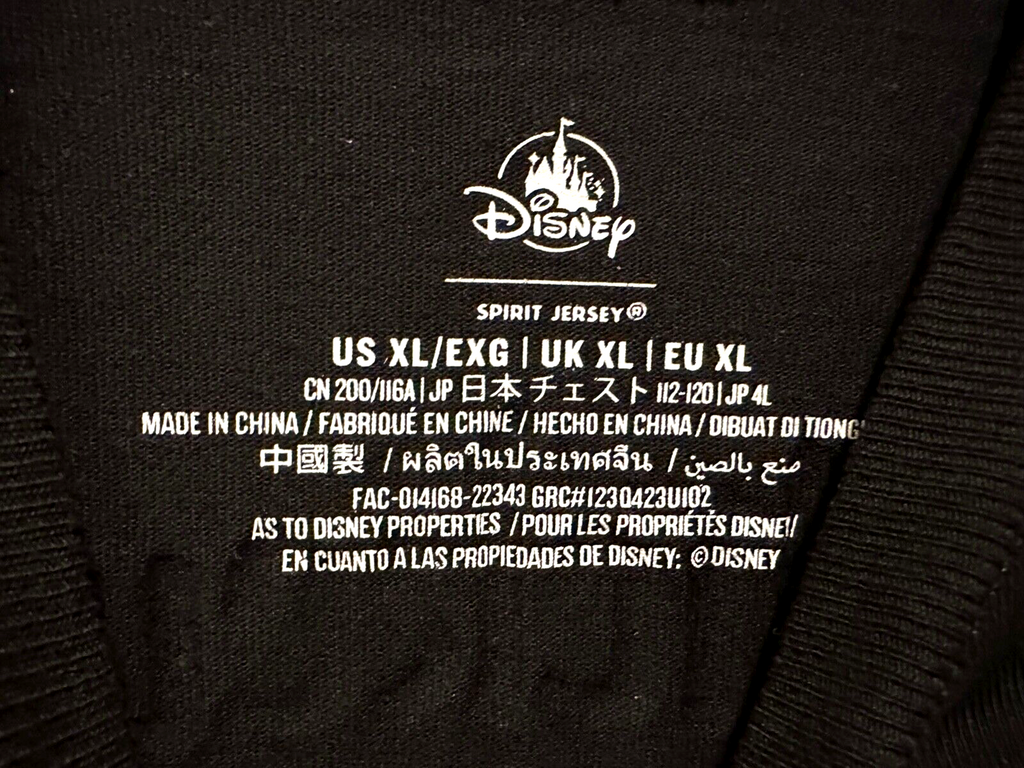 Disney
SPIRIT JERSEY®
US XL/EXG | UK XL | EU XL
CN 200/116A | JP 日本 チェスト 112-120 | JP 4L
MADE IN CHINA / FABRIQUÉ EN CHINE / HECHO EN CHINA / DIBUAT DI TIONG
中國製 / ผลิตในประเทศจีน / صنع بالصين
FAC-014168-22343 GRC#1230423U102
AS TO DISNEY PROPERTIES / POUR LES PROPRIÉTÉS DISNEY/
EN CUANTO A LAS PROPIEDADES DE DISNEY: ©DISNEY